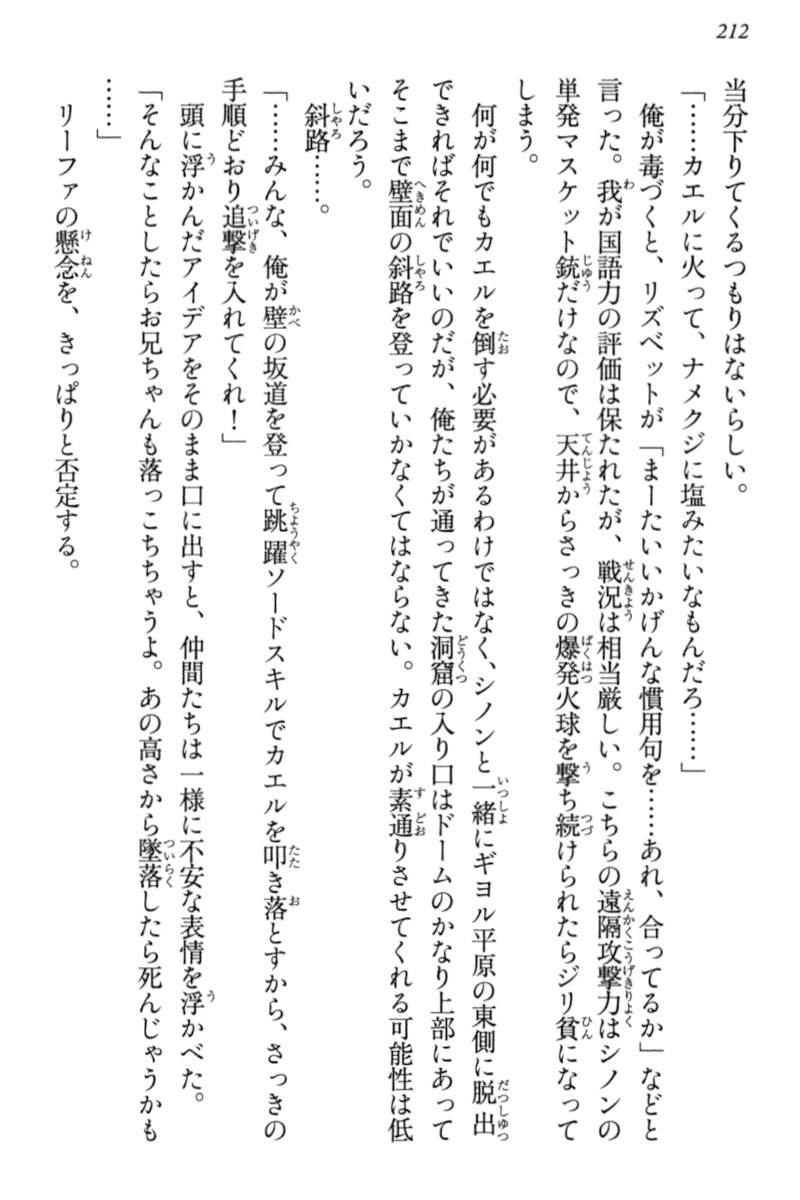 212
当分下りてくるつもりはないらしい。
「……カエルに火って、ナメクジに塩みたいなもんだろ……」
俺が毒づくと、リズベットが「まーたいいかげんな慣用句を……あれ、合ってるか」などと
言った。我が国語力の評価は保たれたが、戦況は相当厳しい。こちらの遠隔攻撃力はシノンの
単発マスケット銃だけなので、天井からさっきの爆発火球を撃ち続けられたらジリ貧になって
しまう。
何が何でもカエルを倒す必要があるわけではなく、シノンと一緒にギヨル平原の東側に脱出
できればそれでいいのだが、俺たちが通ってきた洞窟の入り口はドームのかなり上部にあって
そこまで壁面の斜路を登っていかなくてはならない。カエルが素通りさせてくれる可能性は低
いだろう。
斜路……。
「……みんな、俺が壁の坂道を登って跳躍ソードスキルでカエルを叩き落とすから、さっきの
手順どおり追撃を入れてくれ！」
頭に浮かんだアイデアをそのまま口に出すと、仲間たちは一様に不安な表情を浮かべた。
「そんなことしたらお兄ちゃんも落っこちちゃうよ。あの高さから墜落したら死んじゃうかも
……」
リーファの懸念を、きっぱりと否定する。